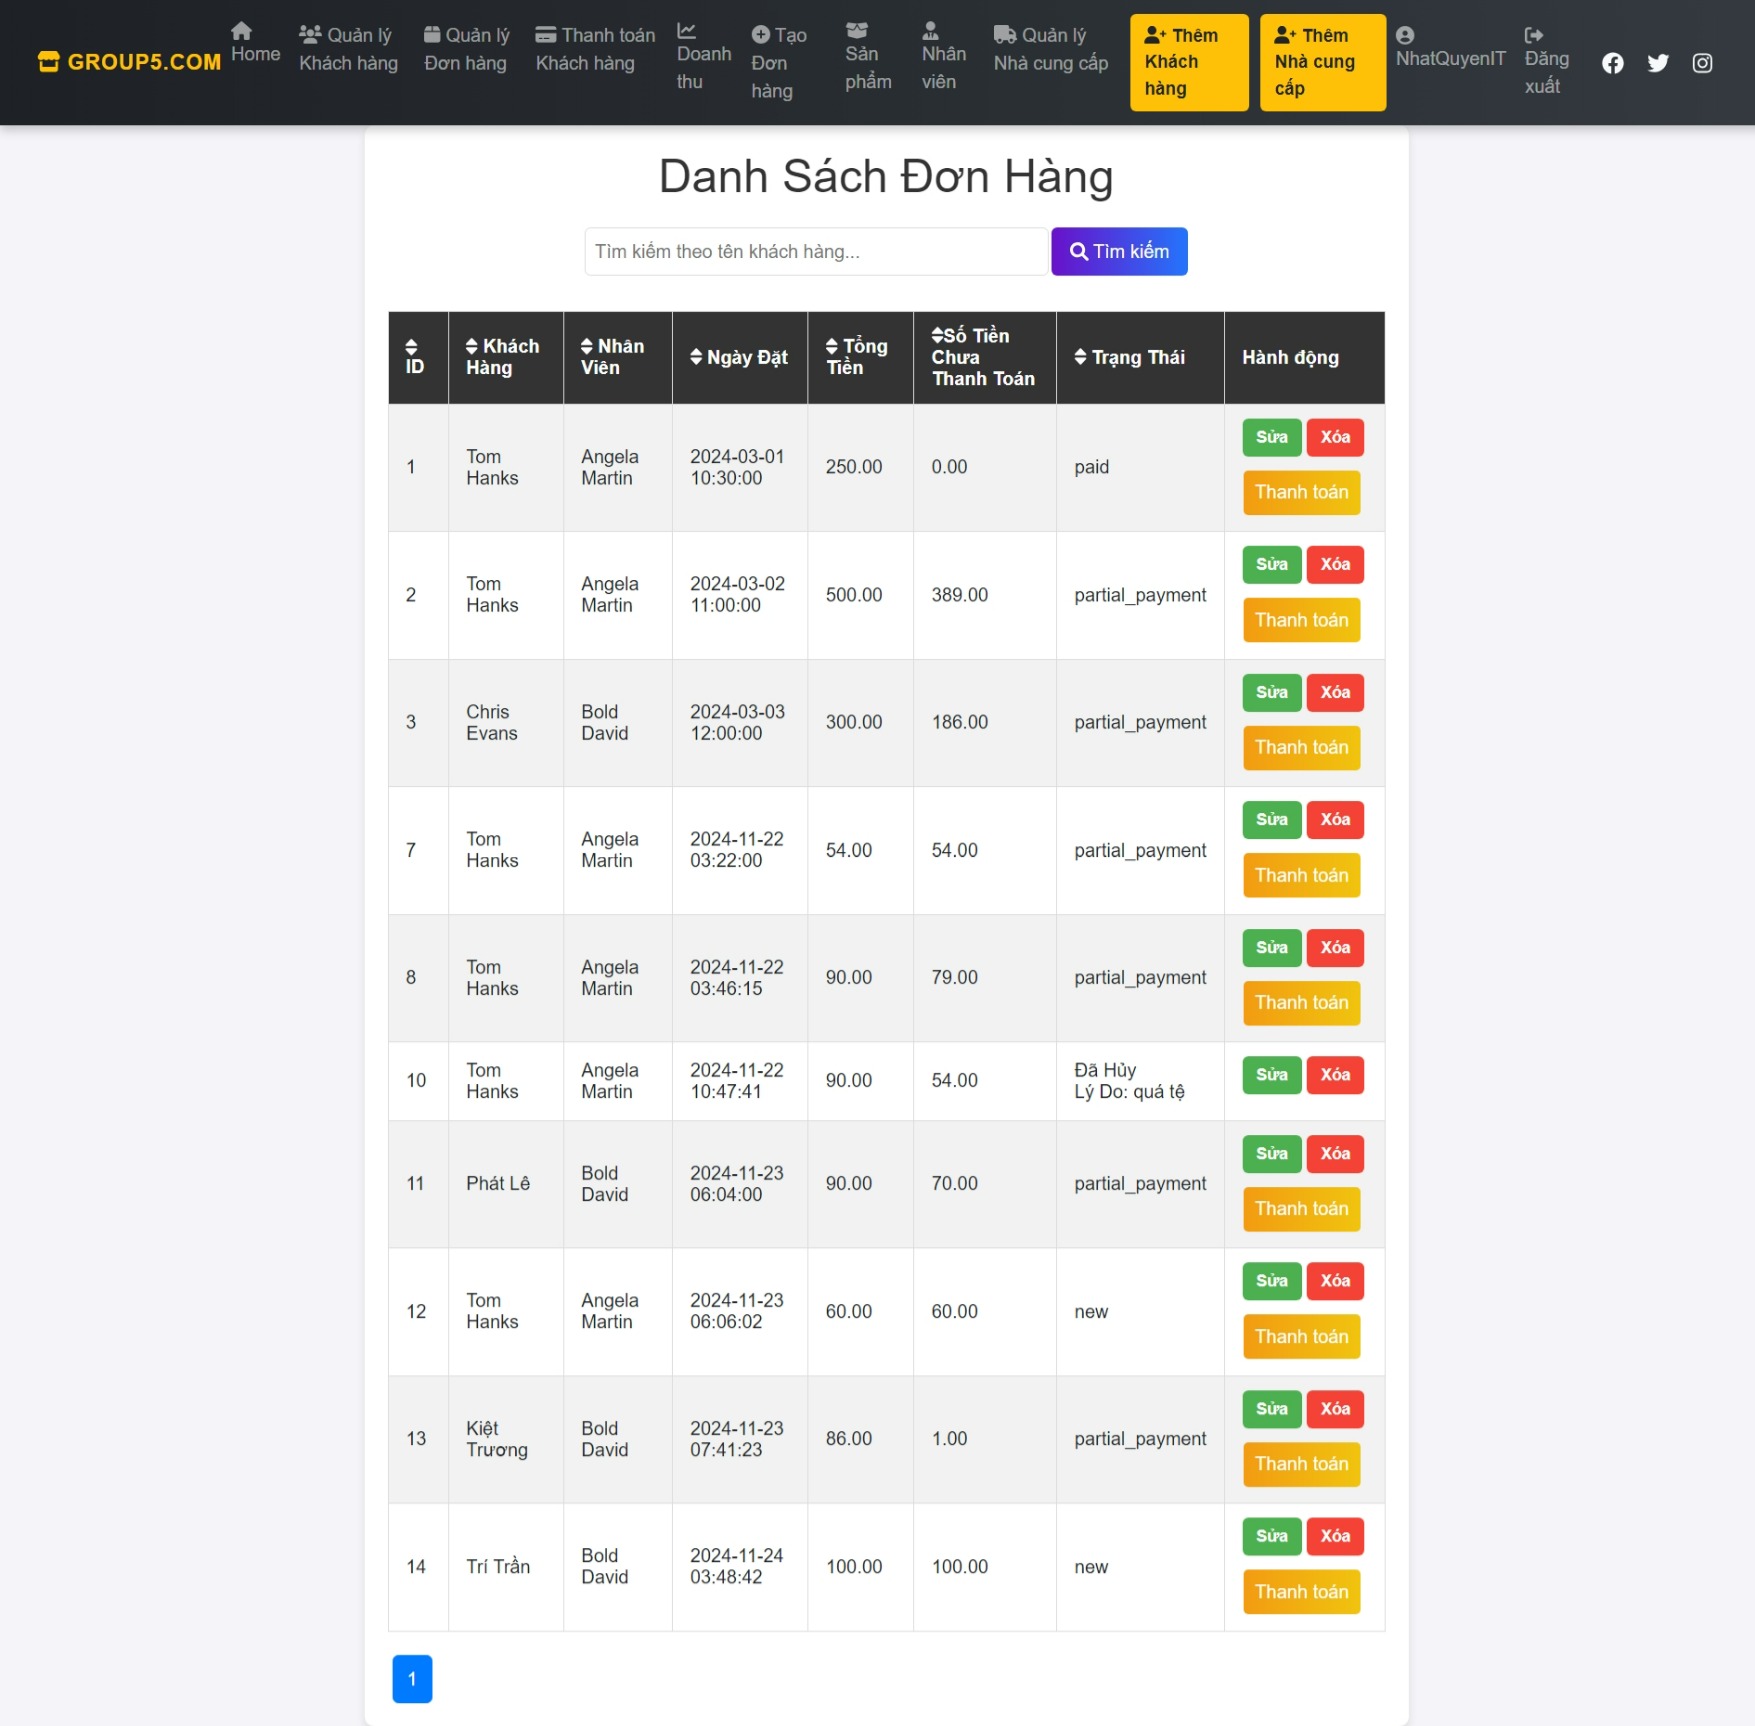 GROUP5.COM
Home
Quản lý
Khách hàng
Quản lý
Đơn hàng
Thanh toán
Khách hàng
Doanh
thu
Tạo
Đơn
hàng
Sản
phẩm
Nhân
viên
Quản lý
Nhà cung cấp
Thêm
Khách
hàng
Thêm
Nhà cung
cấp
NhatQuyenIT
Đăng
xuất
Danh Sách Đơn Hàng
Tìm kiếm theo tên khách hàng...
Tìm kiếm
ID
Khách
Hàng
Nhân
Viên
Ngày Đặt
Tổng
Tiền
Số Tiền
Chưa
Thanh Toán
Trạng Thái
Hành động
1
Tom
Hanks
Angela
Martin
2024-03-01
10:30:00
250.00
0.00
paid
Sửa
Xóa
Thanh toán
2
Tom
Hanks
Angela
Martin
2024-03-02
11:00:00
500.00
389.00
partial_payment
Sửa
Xóa
Thanh toán
3
Chris
Evans
Bold
David
2024-03-03
12:00:00
300.00
186.00
partial_payment
Sửa
Xóa
Thanh toán
7
Tom
Hanks
Angela
Martin
2024-11-22
03:22:00
54.00
54.00
partial_payment
Sửa
Xóa
Thanh toán
8
Tom
Hanks
Angela
Martin
2024-11-22
03:46:15
90.00
79.00
partial_payment
Sửa
Xóa
Thanh toán
10
Tom
Hanks
Angela
Martin
2024-11-22
10:47:41
90.00
54.00
Đã Hủy
Lý Do: quá tệ
Sửa
Xóa
11
Phát Lê
Bold
David
2024-11-23
06:04:00
90.00
70.00
partial_payment
Sửa
Xóa
Thanh toán
12
Tom
Hanks
Angela
Martin
2024-11-23
06:06:02
60.00
60.00
new
Sửa
Xóa
Thanh toán
13
Kiệt
Trương
Bold
David
2024-11-23
07:41:23
86.00
1.00
partial_payment
Sửa
Xóa
Thanh toán
14
Trí Trần
Bold
David
2024-11-24
03:48:42
100.00
100.00
new
Sửa
Xóa
Thanh toán
1